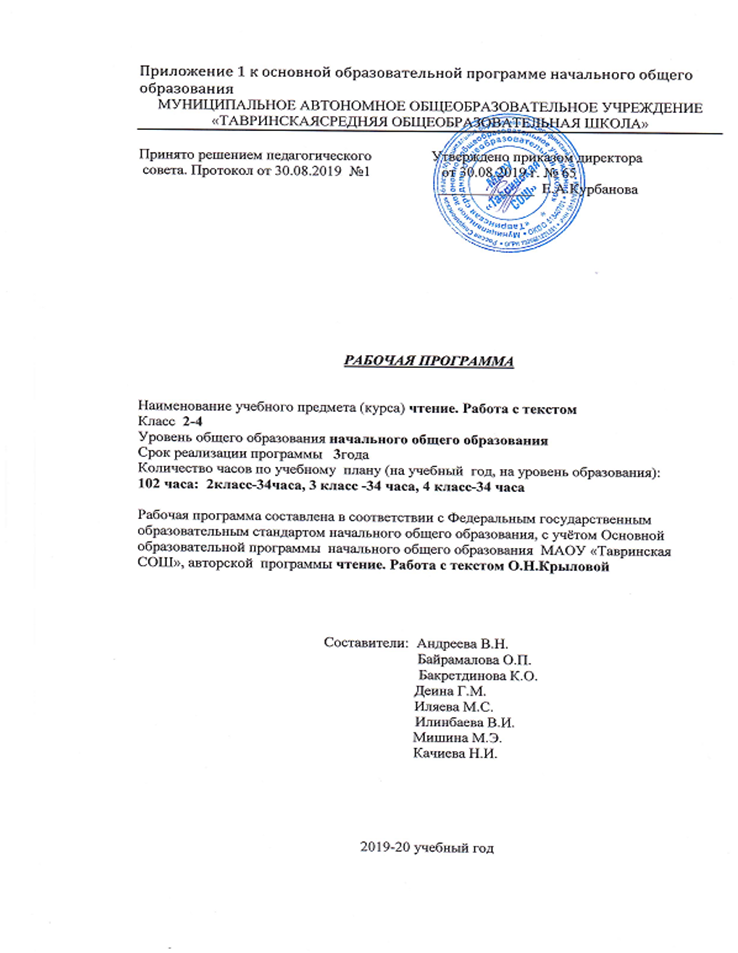 Приложение 1 к основной образовательной программе начального общего
образования
МУНИЦИПАЛЬНОЕ АВТОНОМНОЕ ОБЩЕОБРАЗОВАТЕЛЬНОЕ УЧРЕЖДЕНИЕ
«ТАВРИНСКАЯСРЕДНЯЯ ОБЩЕОБРАЗОВАТЕЛЬНАЯ ШКОЛА»
Принято решением педагогического
совета. Протокол от 30.08.2019 №1
Утверждено приказом директора
от 30.08.2019 г. № 65
Е.А.Курбанова
МАОУ
«Тавринская
СОШ»
РАБОЧАЯ ПРОГРАММА
Наименование учебного предмета (курса) чтение. Работа с текстом
Класс 2-4
Уровень общего образования начального общего образования
Срок реализации программы 3года
Количество часов по учебному плану (на учебный год, на уровень образования):
102 часа: 2класс-34часа, 3 класс -34 часа, 4 класс-34 часа
Рабочая программа составлена в соответствии с Федеральным государственным
образовательным стандартом начального общего образования, с учётом Основной
образовательной программы начального общего образования МАОУ «Тавринская
СОШ», авторской программы чтение. Работа с текстом О.Н.Крыловой
Составители: Андреева В.Н.
Байрамалова О.П.
Бакретдинова К.О.
Деина Г.М.
Иляева М.С.
Илинбаева В.И.
Мишина М.Э.
Качиева Н.И.
2019-20 учебный год